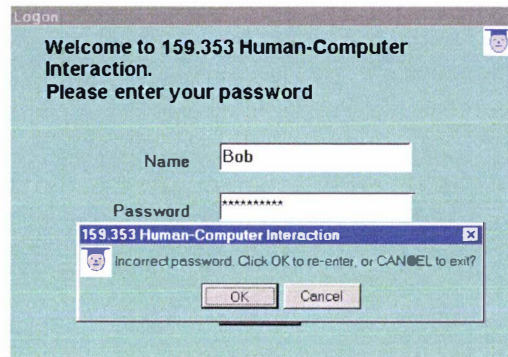 Logon
Welcome to 159.353 Human-Computer
Interaction.
Please enter your password
Name
Bob
Password
**********
159.353 Human-Computer Interaction
Incorrect password. Click OK to re-enter, or CANCEL to exit?
OK
Cancel